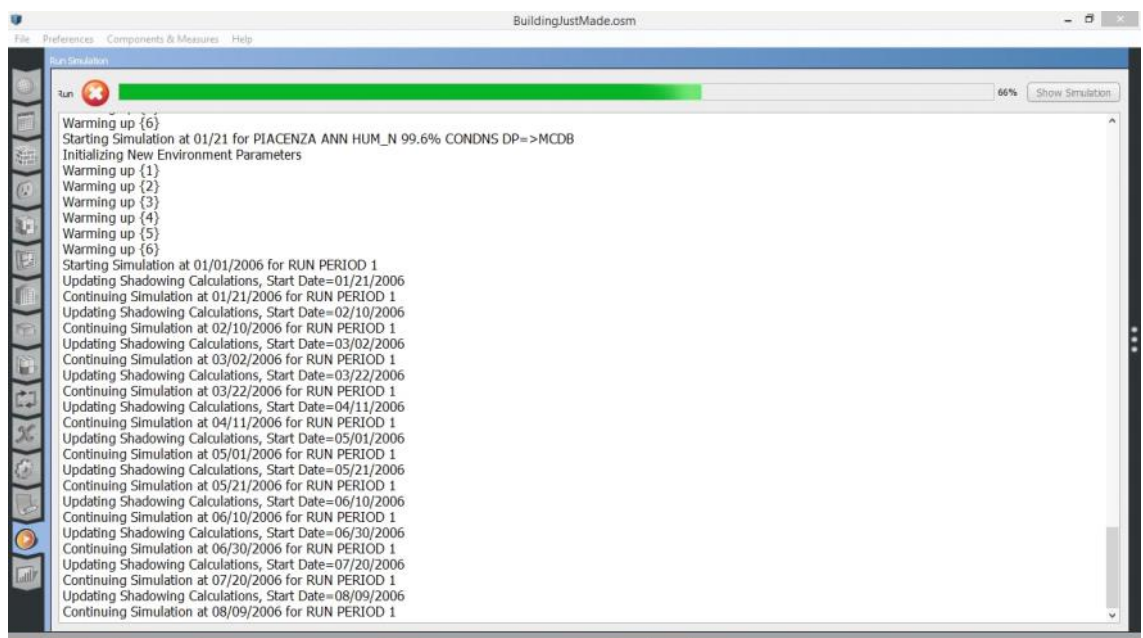 BuildingJustMade.osm
File Preferences Components & Measures Help
Run Simulation
Run
66%
Show Simulation
Warming up {6}
Starting Simulation at 01/21 for PIACENZA ANN HUM_N 99.6% CONDNS DP=>MCDB
Initializing New Environment Parameters
Warming up {1}
Warming up {2}
Warming up {3}
Warming up {4}
Warming up {5}
Warming up {6}
Starting Simulation at 01/01/2006 for RUN PERIOD 1
Updating Shadowing Calculations, Start Date=01/21/2006
Continuing Simulation at 01/21/2006 for RUN PERIOD 1
Updating Shadowing Calculations, Start Date=02/10/2006
Continuing Simulation at 02/10/2006 for RUN PERIOD 1
Updating Shadowing Calculations, Start Date=03/02/2006
Continuing Simulation at 03/02/2006 for RUN PERIOD 1
Updating Shadowing Calculations, Start Date=03/22/2006
Continuing Simulation at 03/22/2006 for RUN PERIOD 1
Updating Shadowing Calculations, Start Date=04/11/2006
Continuing Simulation at 04/11/2006 for RUN PERIOD 1
Updating Shadowing Calculations, Start Date=05/01/2006
Continuing Simulation at 05/01/2006 for RUN PERIOD 1
Updating Shadowing Calculations, Start Date=05/21/2006
Continuing Simulation at 05/21/2006 for RUN PERIOD 1
Updating Shadowing Calculations, Start Date=06/10/2006
Continuing Simulation at 06/10/2006 for RUN PERIOD 1
Updating Shadowing Calculations, Start Date=06/30/2006
Continuing Simulation at 06/30/2006 for RUN PERIOD 1
Updating Shadowing Calculations, Start Date=07/20/2006
Continuing Simulation at 07/20/2006 for RUN PERIOD 1
Updating Shadowing Calculations, Start Date=08/09/2006
Continuing Simulation at 08/09/2006 for RUN PERIOD 1